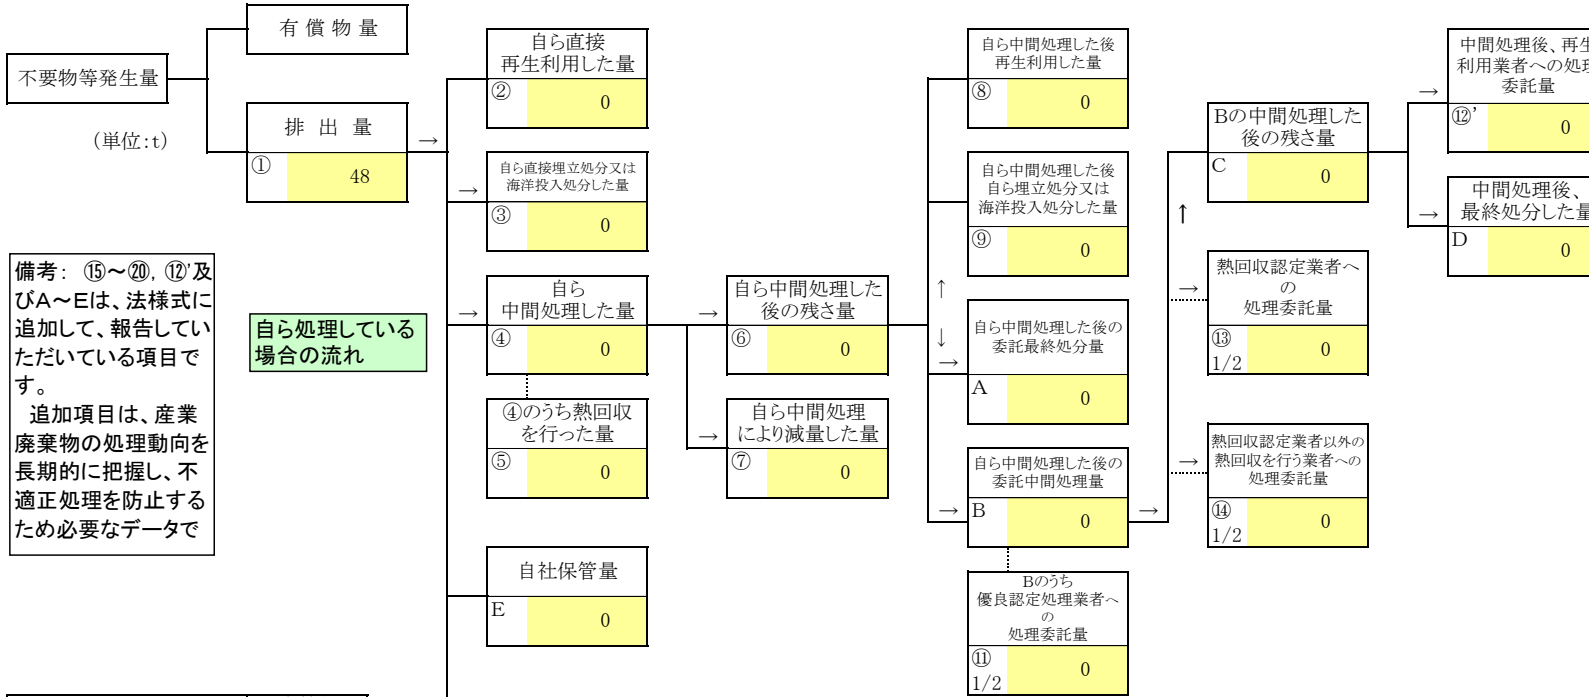 有 償 物 量
不要物等発生量
(単位:t)
排 出 量
①
48
→
備考： ⑮～⑳, ⑫'及
びA～Eは、法様式に
追加して、報告してい
ただいている項目で
す。
追加項目は、産業
廃棄物の処理動向を
長期的に把握し、不
適正処理を防止する
ため必要なデータで
自ら処理している
場合の流れ
自ら直接
再生利用した量
②
0
→
自ら直接埋立処分又は
海洋投入処分した量
③
0
→
自ら
中間処理した量
④
0
④のうち熱回収
を行った量
⑤
0
自社保管量
E
0
→
自ら中間処理した
後の残さ量
⑥
0
→
自ら中間処理
により減量した量
⑦
0
自ら中間処理した後
再生利用した量
⑧
0
自ら中間処理した後
自ら埋立処分又は
海洋投入処分した量
⑨
0
↑
↓
→
自ら中間処理した後の
委託最終処分量
A
0
→
自ら中間処理した後の
委託中間処理量
B
0
→
Bのうち
優良認定処理業者へ
の
処理委託量
⑪
1/2
0
Bの中間処理した
後の残さ量
C
0
↑
→
熱回収認定業者へ
の
処理委託量
⑬
1/2
0
→
熱回収認定業者以外の
熱回収を行う業者への
処理委託量
⑭
1/2
0
→
中間処理後、再生
利用業者への処理
委託量
⑫'
0
→
中間処理後、
最終処分した量
D
0